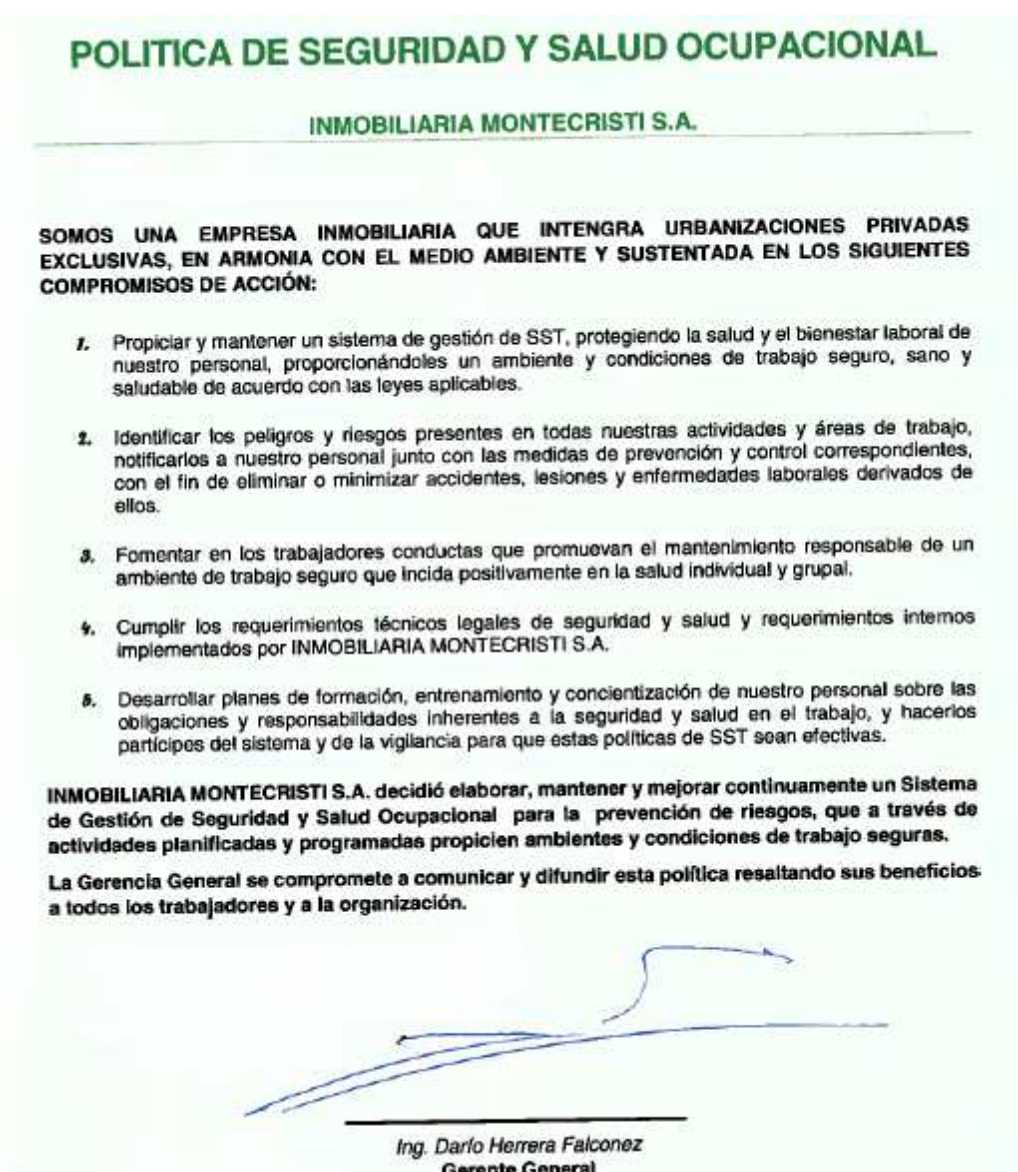 POLITICA DE SEGURIDAD Y SALUD OCUPACIONAL
INMOBILIARIA MONTECRISTI S.A.
SOMOS UNA EMPRESA INMOBILIARIA QUE INTENGRA URBANIZACIONES PRIVADAS
EXCLUSIVAS, EN ARMONIA CON EL MEDIO AMBIENTE Y SUSTENTADA EN LOS SIGUIENTES
COMPROMISOS DE ACCIÓN:
1. Propiciar y mantener un sistema de gestión de SST, protegiendo la salud y el bienestar laboral de
nuestro personal, proporcionándoles un ambiente y condiciones de trabajo seguro, sano y
saludable de acuerdo con las leyes aplicables.
2. Identificar los peligros y riesgos presentes en todas nuestras actividades y áreas de trabajo,
notificarlos a nuestro personal junto con las medidas de prevención y control correspondientes,
con el fin de eliminar o minimizar accidentes, lesiones y enfermedades laborales derivados de
ellos.
3. Fomentar en los trabajadores conductas que promuevan el mantenimiento responsable de un
ambiente de trabajo seguro que incida positivamente en la salud individual y grupal.
4. Cumplir los requerimientos técnicos legales de seguridad y salud y requerimientos internos
implementados por INMOBILIARIA MONTECRISTI S.A.
5. Desarrollar planes de formación, entrenamiento y concientización de nuestro personal sobre las
obligaciones y responsabilidades inherentes a la seguridad y salud en el trabajo, y hacerlos
partícipes del sistema y de la vigilancia para que estas políticas de SST sean efectivas.
INMOBILIARIA MONTECRISTI S.A. decidió elaborar, mantener y mejorar continuamente un Sistema
de Gestión de Seguridad y Salud Ocupacional para la prevención de riesgos, que a través de
actividades planificadas y programadas propicien ambientes y condiciones de trabajo seguras.
La Gerencia General se compromete a comunicar y difundir esta política resaltando sus beneficios
a todos los trabajadores y a la organización.
Ing. Darío Herrera Falconez
Gerente General